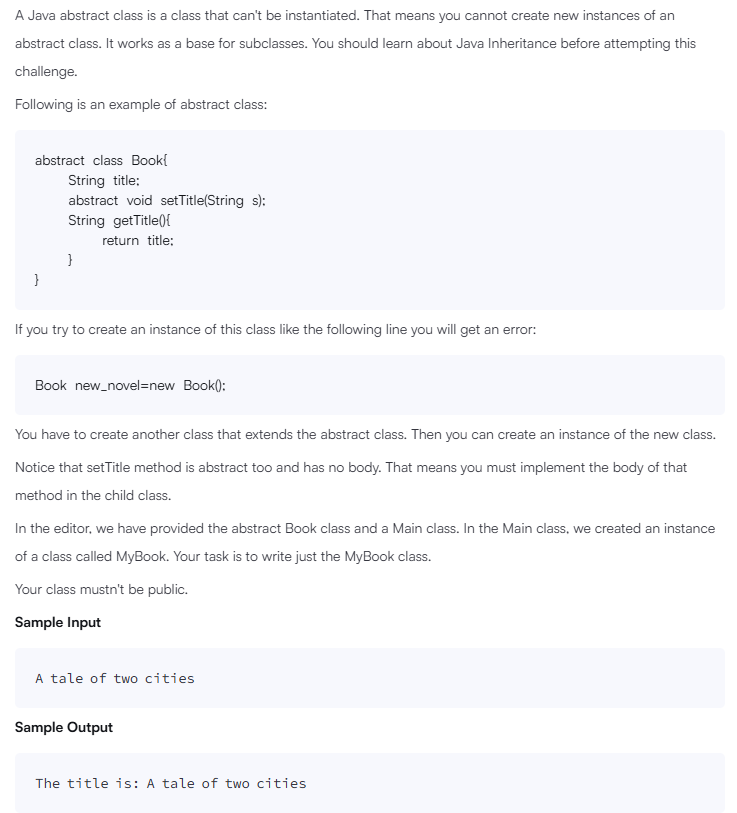 A Java abstract class is a class that can't be instantiated. That means you cannot create new instances of an
abstract class. It works as a base for subclasses. You should learn about Java Inheritance before attempting this
challenge.
Following is an example of abstract class:
abstract class Book{
String title;
abstract void setTitle(String s);
String getTitle(){
return title;
}
}
If you try to create an instance of this class like the following line you will get an error:
Book new_novel=new Book();
You have to create another class that extends the abstract class. Then you can create an instance of the new class.
Notice that setTitle method is abstract too and has no body. That means you must implement the body of that
method in the child class.
In the editor, we have provided the abstract Book class and a Main class. In the Main class, we created an instance
of a class called MyBook. Your task is to write just the MyBook class.
Your class mustn't be public.
Sample Input
A tale of two cities
Sample Output
The title is: A tale of two cities